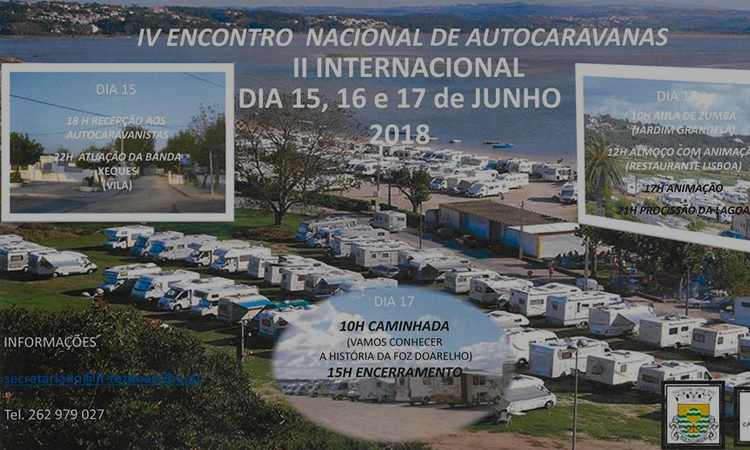 IV ENCONTRO NACIONAL DE AUTOCARAVANAS
II INTERNACIONAL
DIA 15, 16 e 17 de JUNHO
2018
DIA 15
18 H RECEPÇÃO AOS
AUTOCARAVANISTAS
22H ATUAÇÃO DA BANDA
XEQUES
(VILA)
DIA
10H AULA DE ZUMBA
(JARDIM GRANDELA)
12H ALMOÇO COM ANIMAÇÃ
(RESTAURANTE LISBOA)
17H ANIMAÇÃO
21H PROCISSÃO DA LAGOA
DIA 17
10H CAMINHADA
(VAMOS CONHECER
A HISTÓRIA DA FOZ DOARELHO)
15H ENCERRAMENTO
INFORMAÇÕES
Tel. 262 979 027